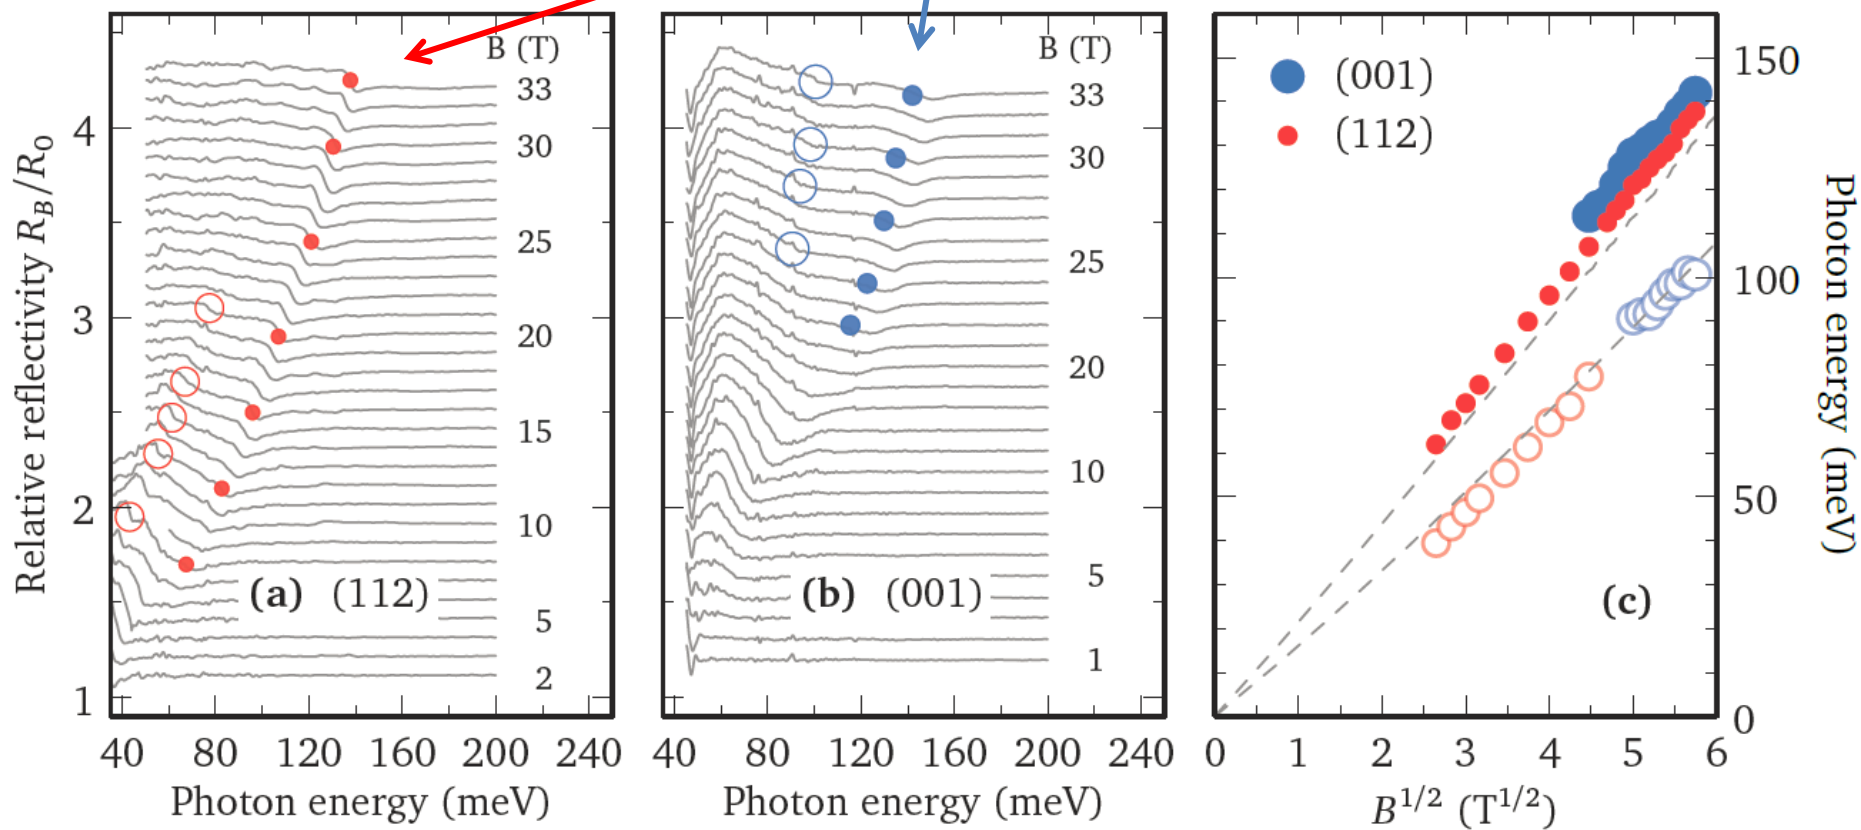 Relative reflectivity R_B/R_0
4
3
2
1
B (T)
33
30
25
20
15
10
5
2
(a) (112)
40 80 120 160 200 240
Photon energy (meV)
B (T)
33
30
25
20
10
5
1
(b) (001)
40 80 120 160 200 240
Photon energy (meV)
(001)
(112)
(c)
150
100
50
0
Photon energy (meV)
0 1 2 3 4 5 6
B^{1/2} (T^{1/2})